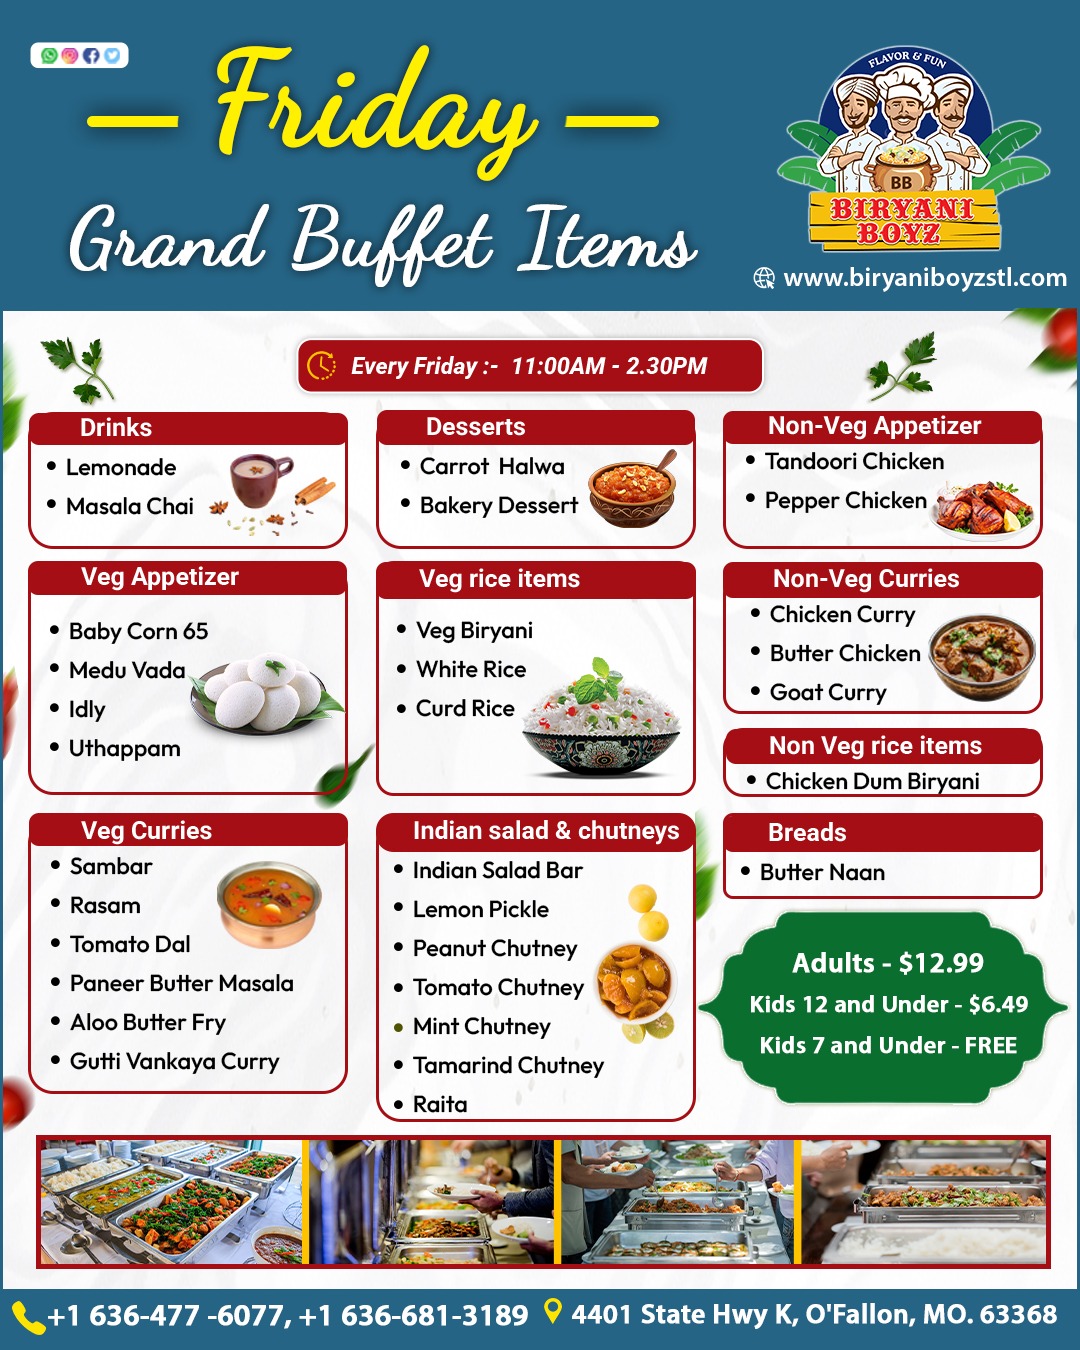 Friday
Grand Buffet Items
FLAVOR & FUN
BB
BIRYANI
BOYZ
www.biryaniboyzstl.com
Every Friday :- 11:00AM - 2.30PM
Drinks
• Lemonade
• Masala Chai
Desserts
• Carrot Halwa
• Bakery Dessert
Non-Veg Appetizer
• Tandoori Chicken
• Pepper Chicken
Veg Appetizer
• Baby Corn 65
• Medu Vada
• Idly
• Uthappam
Veg rice items
• Veg Biryani
• White Rice
• Curd Rice
Non-Veg Curries
• Chicken Curry
• Butter Chicken
• Goat Curry
Non Veg rice items
• Chicken Dum Biryani
Veg Curries
• Sambar
• Rasam
• Tomato Dal
• Paneer Butter Masala
• Aloo Butter Fry
• Gutti Vankaya Curry
Indian salad & chutneys
• Indian Salad Bar
• Lemon Pickle
• Peanut Chutney
• Tomato Chutney
• Mint Chutney
• Tamarind Chutney
• Raita
Breads
• Butter Naan
Adults - $12.99
Kids 12 and Under - $6.49
Kids 7 and Under - FREE
+1 636-477 -6077, +1 636-681-3189
4401 State Hwy K, O'Fallon, MO. 63368